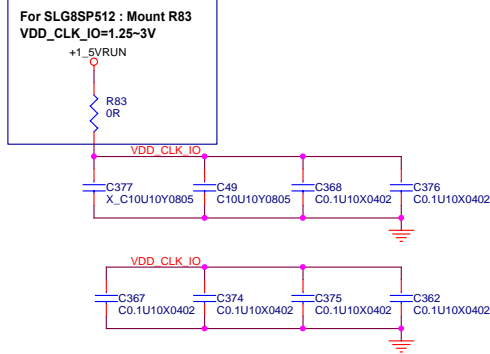 For SLG8SP512 : Mount R83
VDD_CLK_IO=1.25~3V
+1_5VRUN
R83
0R
VDD_CLK_IO
C377 C49 C368 C376
X_C10U10Y0805 C10U10Y0805 C0.1U10X0402 C0.1U10X0402
VDD_CLK_IO
C367 C374 C375 C362
C0.1U10X0402 C0.1U10X0402 C0.1U10X0402 C0.1U10X0402